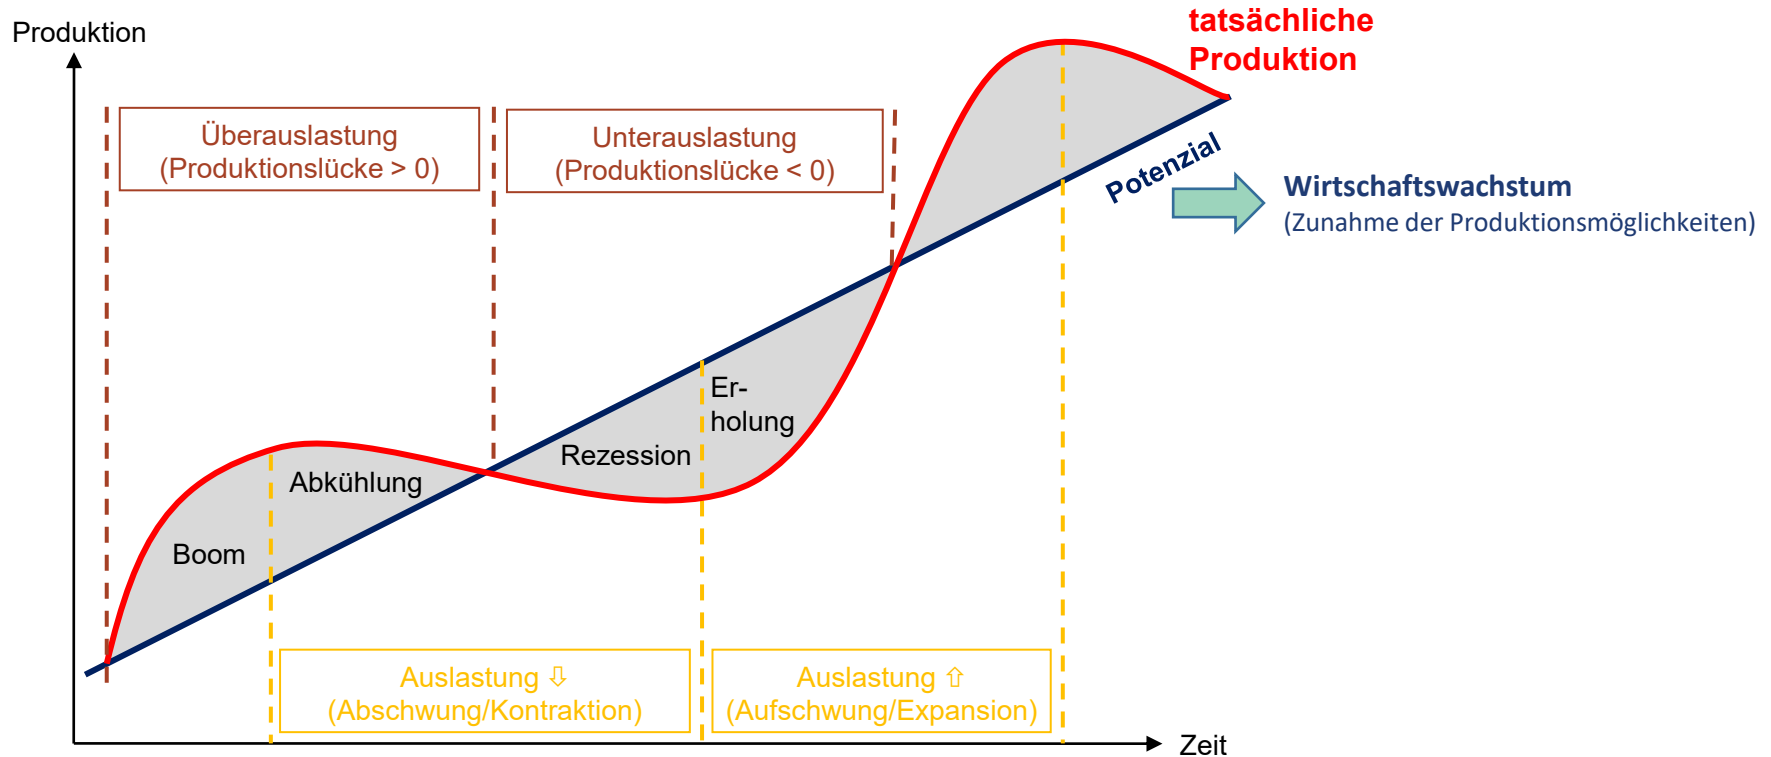 tatsächliche
Produktion
Produktion
Überauslastung
(Produktionslücke > 0)
Unterauslastung
(Produktionslücke < 0)
Potenzial
Wirtschaftswachstum
(Zunahme der Produktionsmöglichkeiten)
Er-
holung
Rezession
Abkühlung
Boom
Auslastung ⇩
(Abschwung/Kontraktion)
Auslastung ⇧
(Aufschwung/Expansion)
Zeit